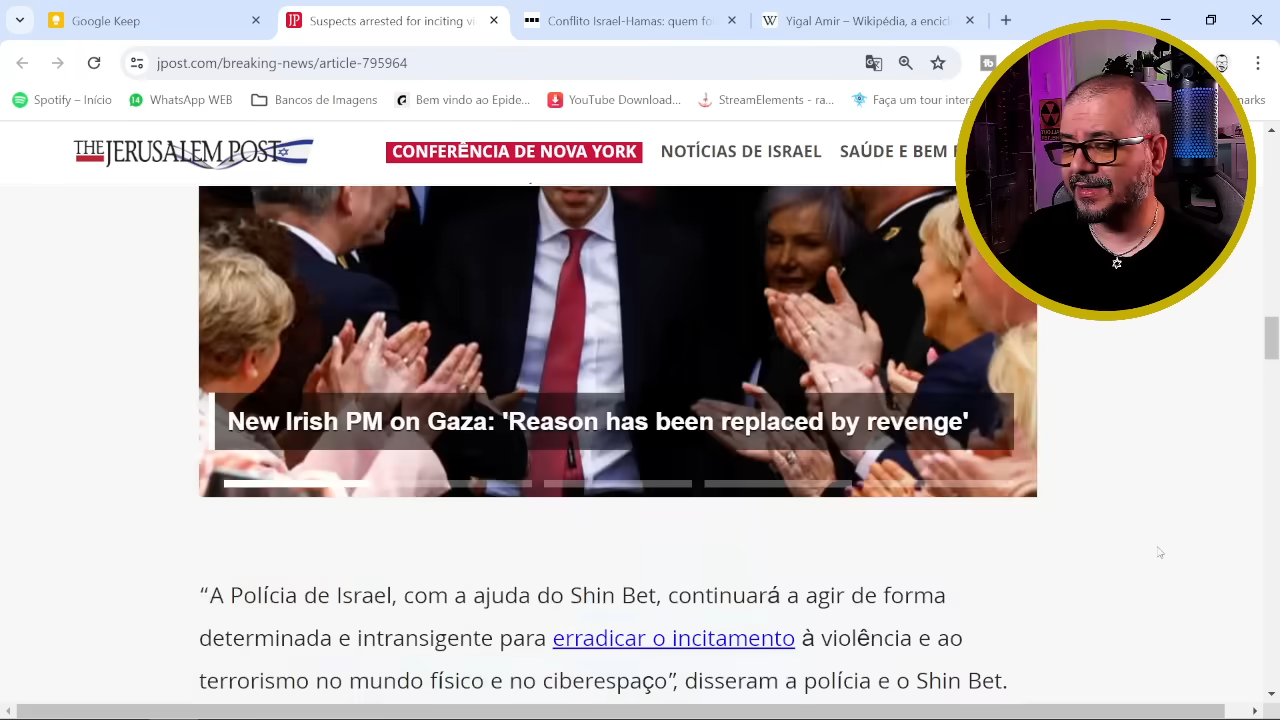 Google Keep
Suspects arrested for inciting vi
Conflito Israel-Hamas: quem fo
Yigal Amir – Wikipédia, a encicl
jpost.com/breaking-news/article-795964
Spotify – Início
WhatsApp WEB
Bancos de Imagens
Bem vindo ao Epide...
YouTube Download...
StreamElements - ra...
Faça um tour intera
marks
THE JERUSALEM POST
CONFERÊNCIA DE NOVA YORK
NOTÍCIAS DE ISRAEL
SAÚDE E BEM E
New Irish PM on Gaza: 'Reason has been replaced by revenge'
“A Polícia de Israel, com a ajuda do Shin Bet, continuará a agir de forma
determinada e intransigente para erradicar o incitamento à violência e ao
terrorismo no mundo físico e no ciberespaço”, disseram a polícia e o Shin Bet.